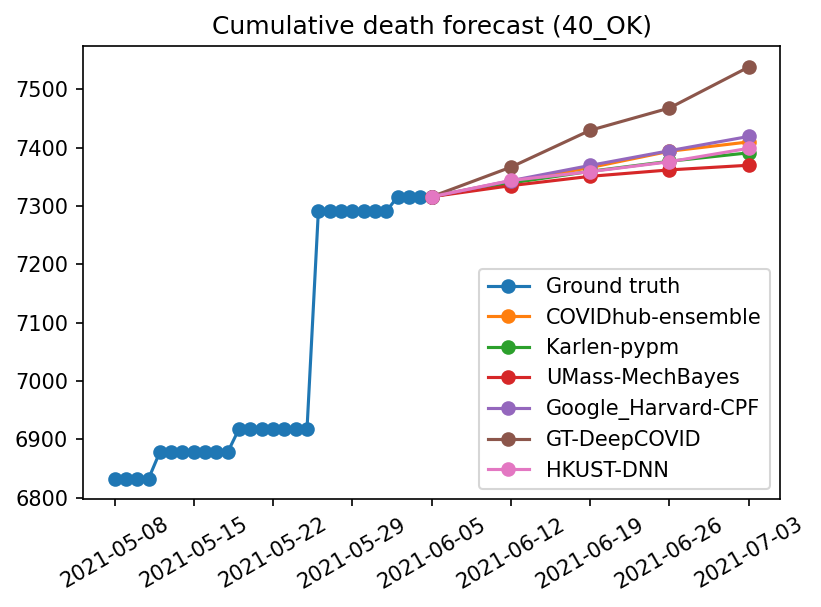 Cumulative death forecast (40_OK)
7500
7400
7300
7200
7100
7000
6900
6800
Ground truth
COVIDhub-ensemble
Karlen-pypm
UMass-MechBayes
Google_Harvard-CPF
GT-DeepCOVID
HKUST-DNN
2021-05-08
2021-05-15
2021-05-22
2021-05-29
2021-06-05
2021-06-12
2021-06-19
2021-06-26
2021-07-03